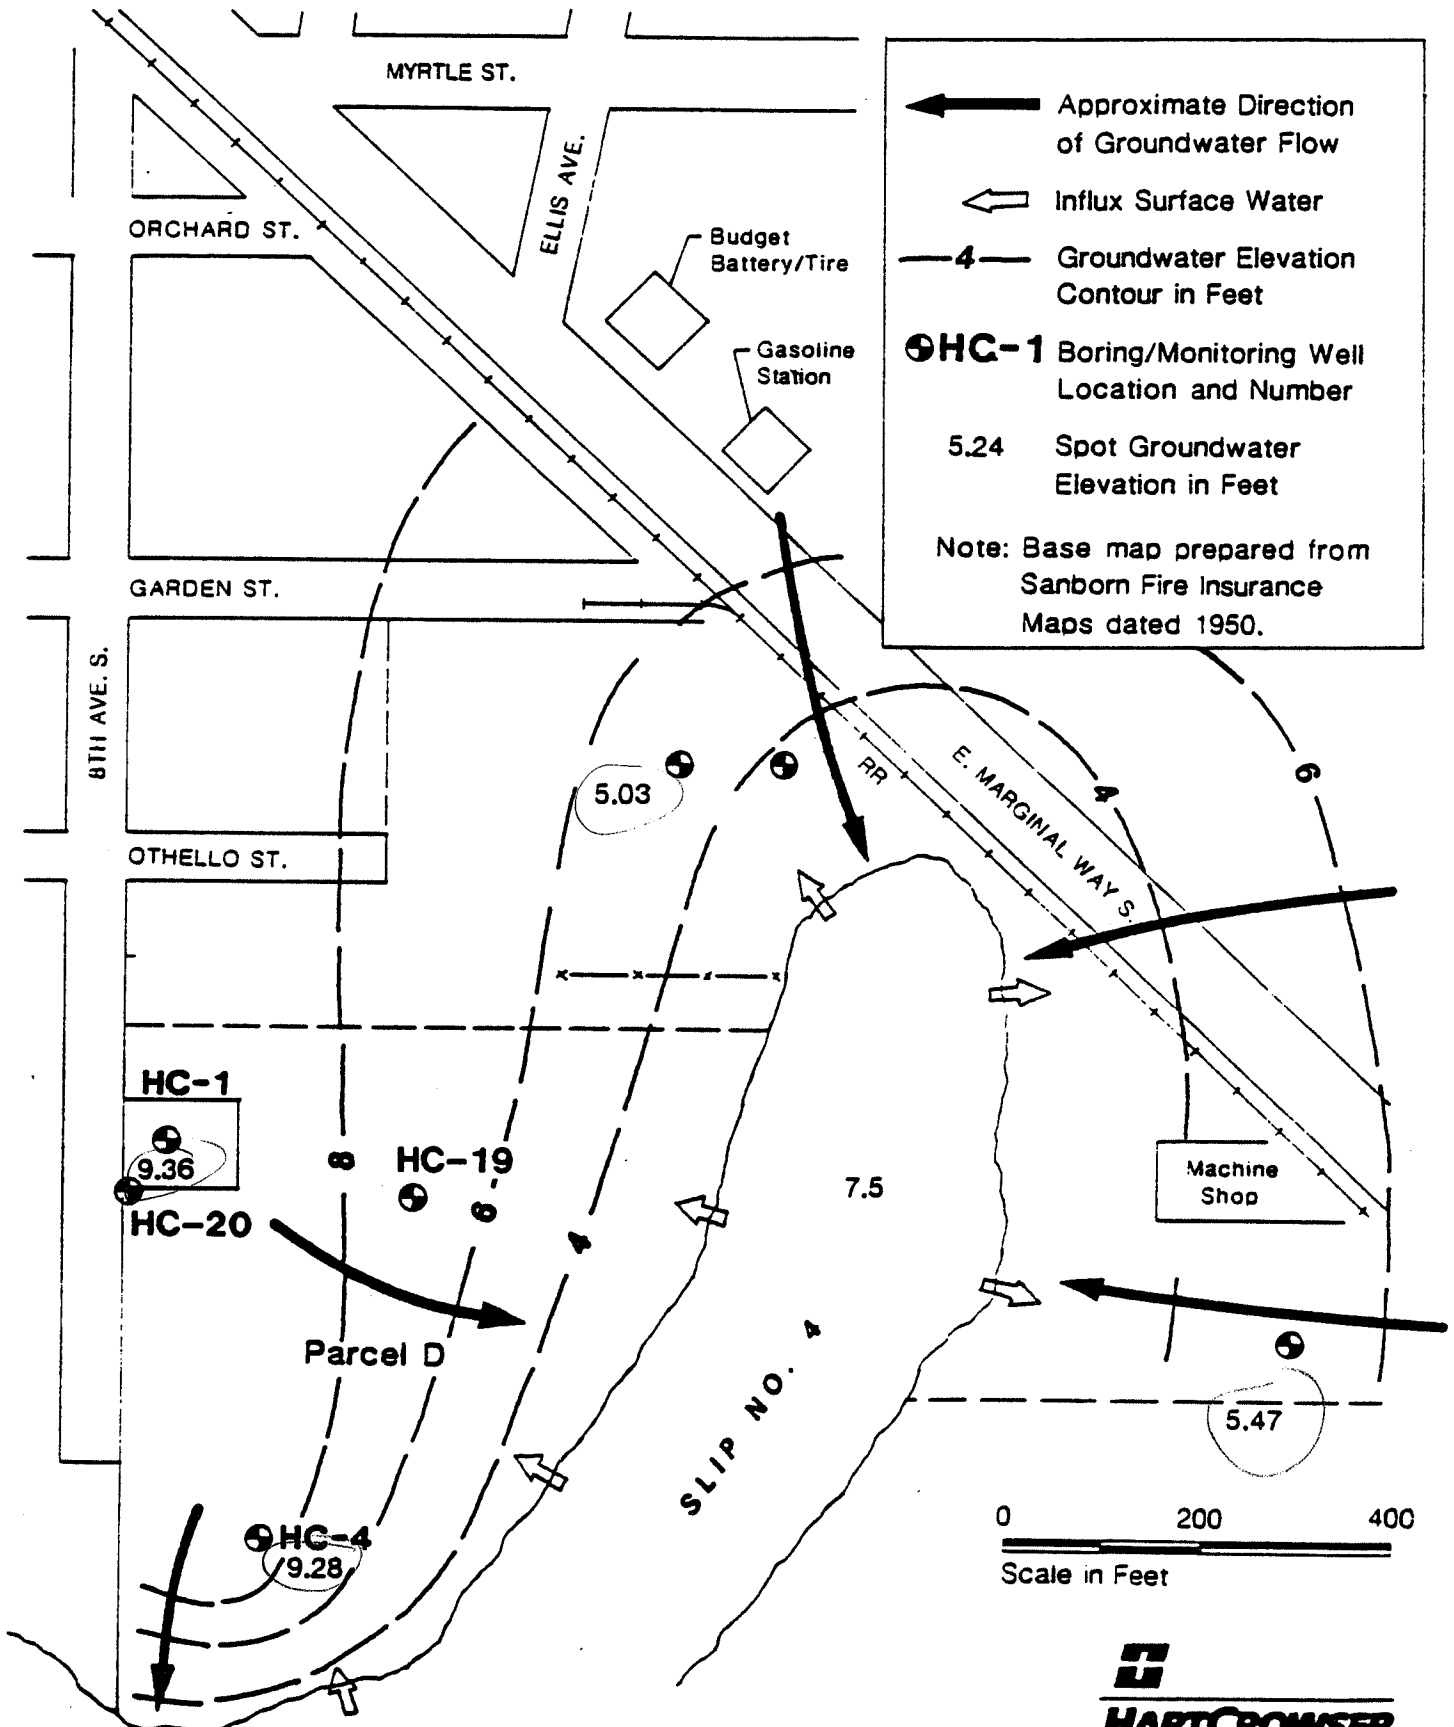 MYRTLE ST.
ELLIS AVE.
ORCHARD ST.
Budget
Battery/Tire
Gasoline
Station
Approximate Direction
of Groundwater Flow
Influx Surface Water
4
Groundwater Elevation
Contour in Feet
HC-1
Boring/Monitoring Well
Location and Number
5.24
Spot Groundwater
Elevation in Feet
Note: Base map prepared from
Sanborn Fire Insurance
Maps dated 1950.
GARDEN ST.
8TH AVE. S.
5.03
RR
E. MARGINAL WAY S.
4
6
OTHELLO ST.
HC-1
9.36
HC-20
8
HC-19
6
4
7.5
Machine
Shop
Parcel D
SLIP NO. 4
5.47
HC-4
9.28
0 200 400
Scale in Feet
HARTCROWSER